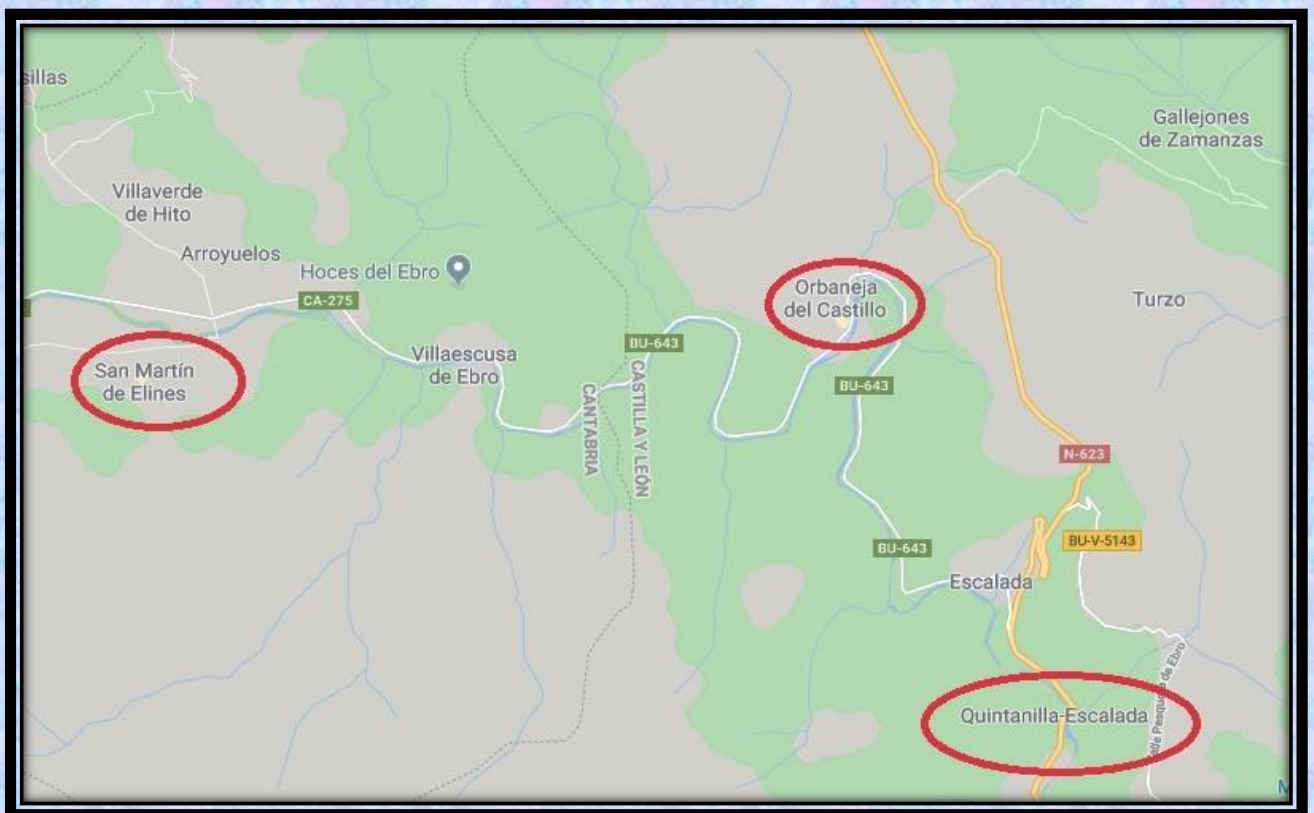 sillas
Gallejones
de Zamanzas
Villaverde
de Hito
Arroyuelos
Hoces del Ebro
Orbaneja
del Castillo
CA-275
Turzo
BU-643
Villaescusa
de Ebro
San Martín
de Elines
BU-643
CANTABRIA
CASTILLA Y LEÓN
N-623
BU-V-5143
BU-643
Escalada
Quintanilla-Escalada
de Ebro